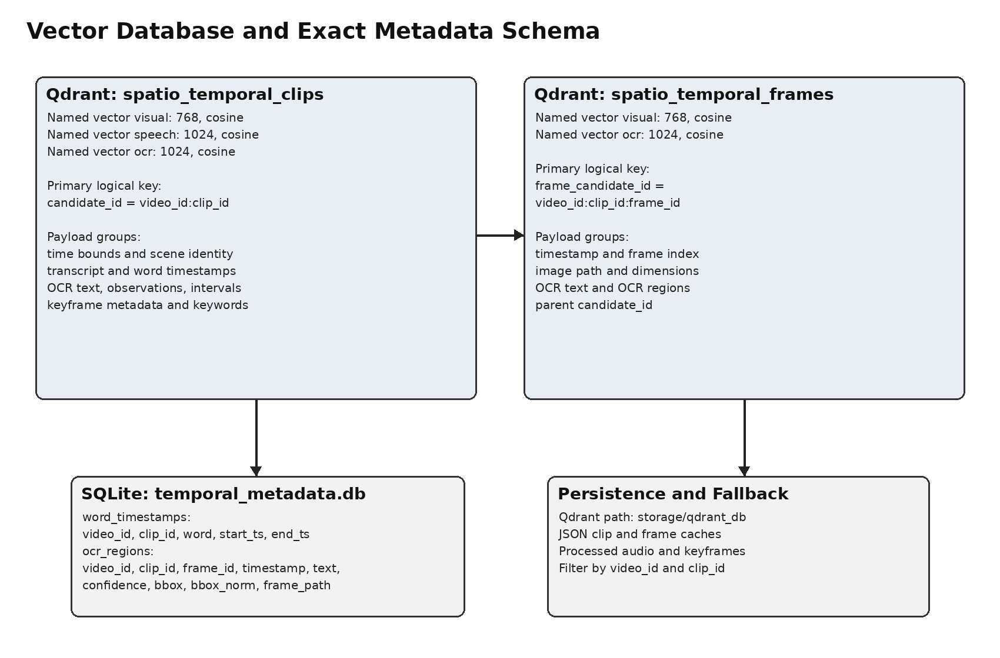 Vector Database and Exact Metadata Schema
Qdrant: spatio_temporal_clips
Named vector visual: 768, cosine
Named vector speech: 1024, cosine
Named vector ocr: 1024, cosine
Primary logical key:
candidate_id = video_id:clip_id
Payload groups:
time bounds and scene identity
transcript and word timestamps
OCR text, observations, intervals
keyframe metadata and keywords
Qdrant: spatio_temporal_frames
Named vector visual: 768, cosine
Named vector ocr: 1024, cosine
Primary logical key:
frame_candidate_id =
video_id:clip_id:frame_id
Payload groups:
timestamp and frame index
image path and dimensions
OCR text and OCR regions
parent candidate_id
SQLite: temporal_metadata.db
word_timestamps:
video_id, clip_id, word, start_ts, end_ts
ocr_regions:
video_id, clip_id, frame_id, timestamp, text,
confidence, bbox, bbox_norm, frame_path
Persistence and Fallback
Qdrant path: storage/qdrant_db
JSON clip and frame caches
Processed audio and keyframes
Filter by video_id and clip_id